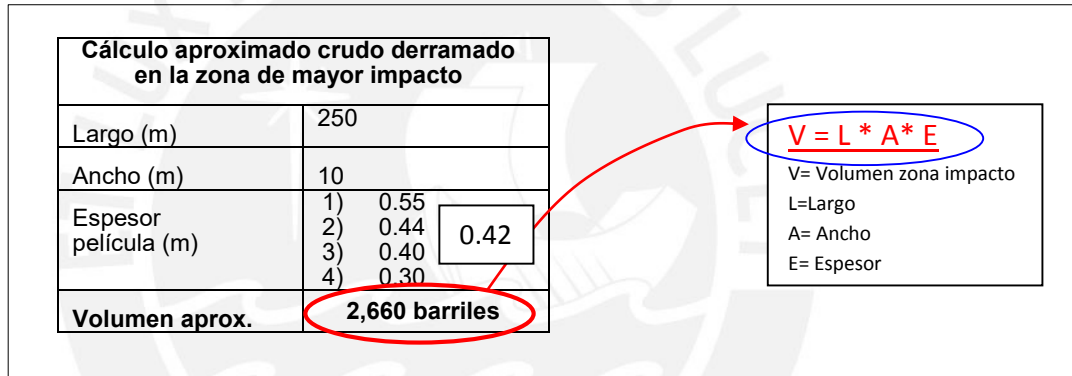 Cálculo aproximado crudo derramado
en la zona de mayor impacto
Largo (m) 250
Ancho (m) 10
Espesor
película (m)
1) 0.55
2) 0.44
3) 0.40
4) 0.30
0.42
Volumen aprox. 2,660 barriles
V = L * A* E
V= Volumen zona impacto
L=Largo
A= Ancho
E= Espesor